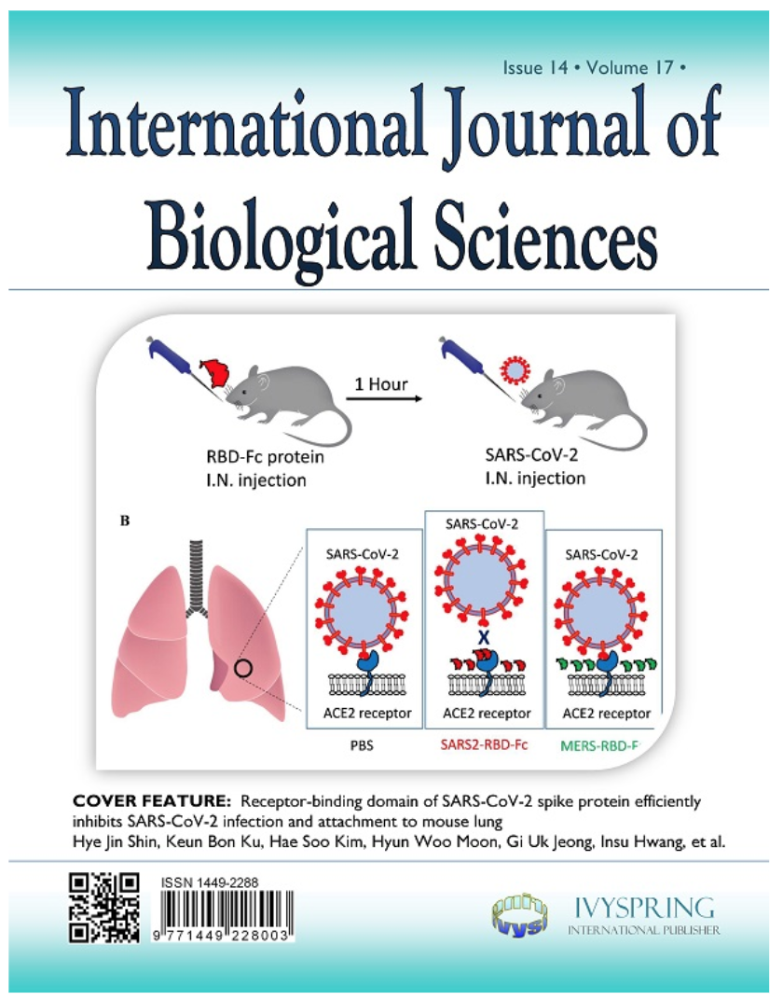 Issue 14 • Volume 17 •
International Journal of
Biological Sciences
1 Hour
RBD-Fc protein
I.N. injection
SARS-CoV-2
I.N. injection
B
SARS-CoV-2
SARS-CoV-2
SARS-CoV-2
X
ACE2 receptor
ACE2 receptor
ACE2 receptor
PBS
SARS2-RBD-Fc
MERS-RBD-F
COVER FEATURE: Receptor-binding domain of SARS-CoV-2 spike protein efficiently
inhibits SARS-CoV-2 infection and attachment to mouse lung
Hye Jin Shin, Keun Bon Ku, Hae Soo Kim, Hyun Woo Moon, Gi Uk Jeong, Insu Hwang, et al.
ISSN 1449-2288
9 771449 228003
ivys
IVYSPRING
INTERNATIONAL PUBLISHER